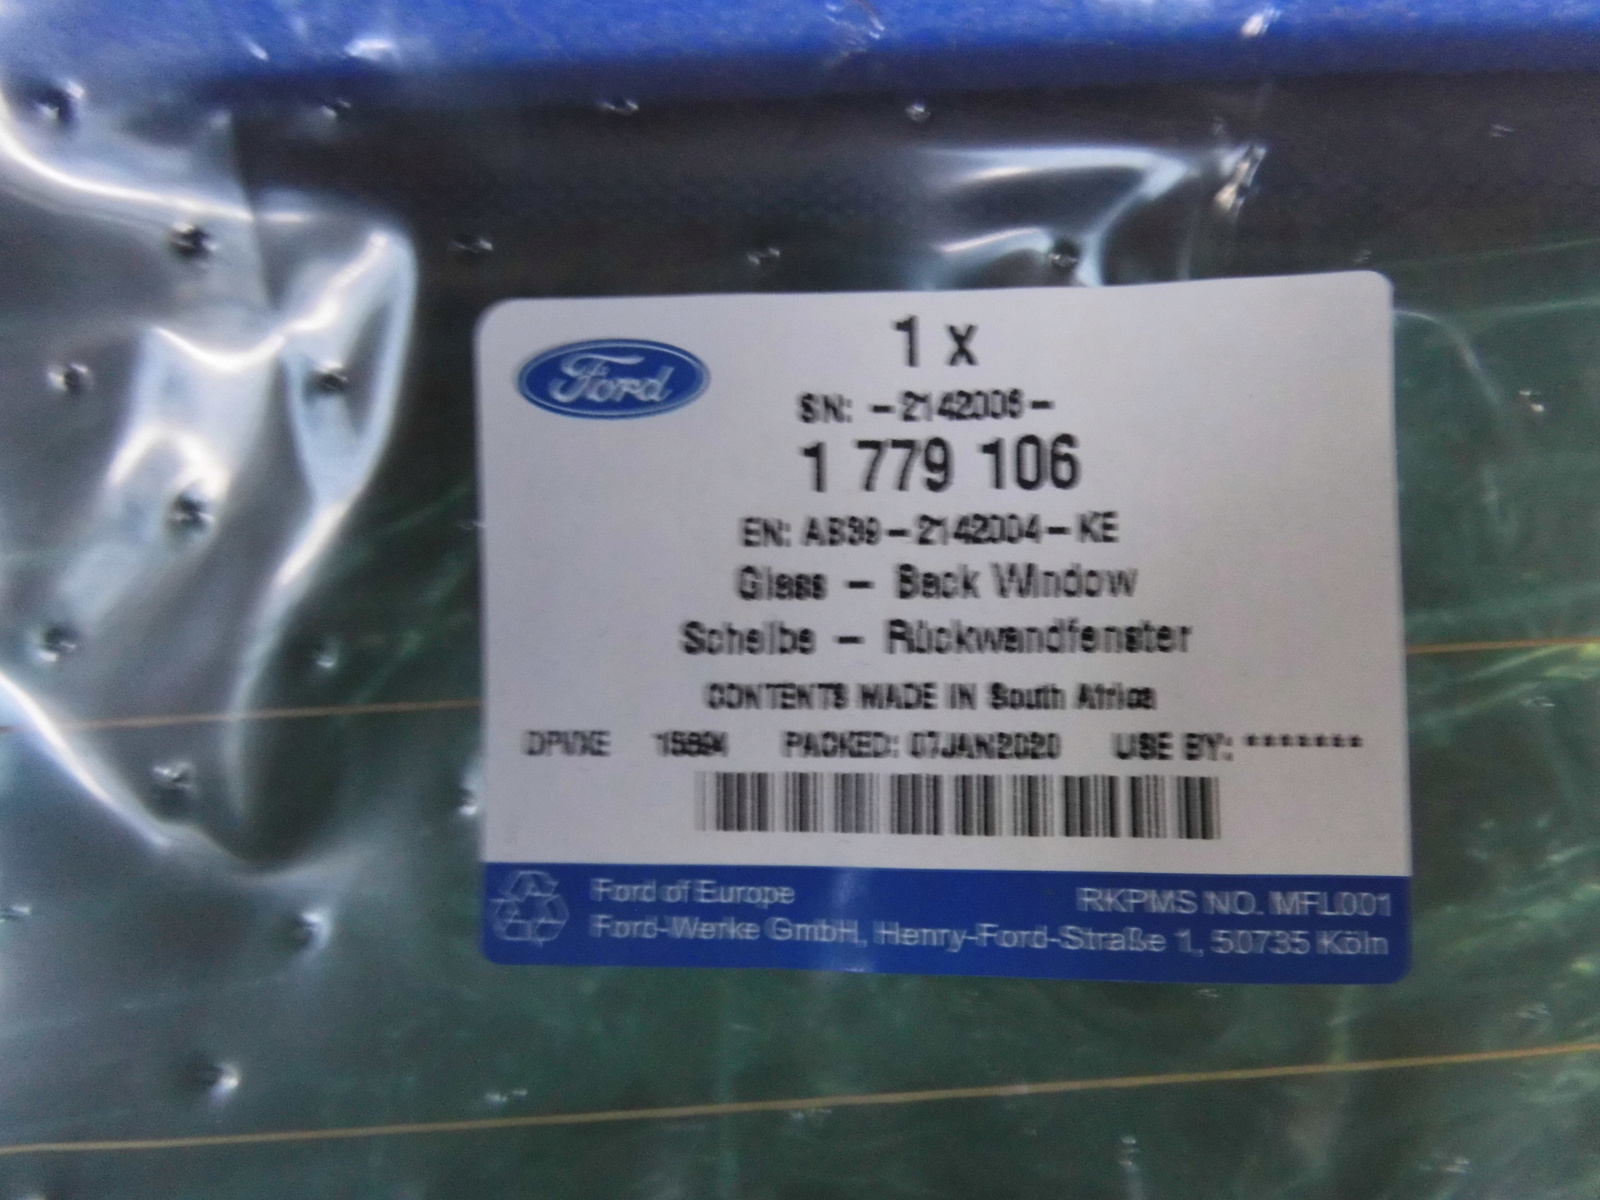 Ford
1 x
SN: -2142006-
1 779 106
EN: AB39-2142004-KE
Glass - Back Window
Scheibe - Rückwandfenster
CONTENTS MADE IN South Africa
PACKED: 07JAN2020 USE BY: *******
Ford of Europe RKPMS NO. MFL001
Ford-Werke GmbH, Henry-Ford-Straße 1, 50735 Köln